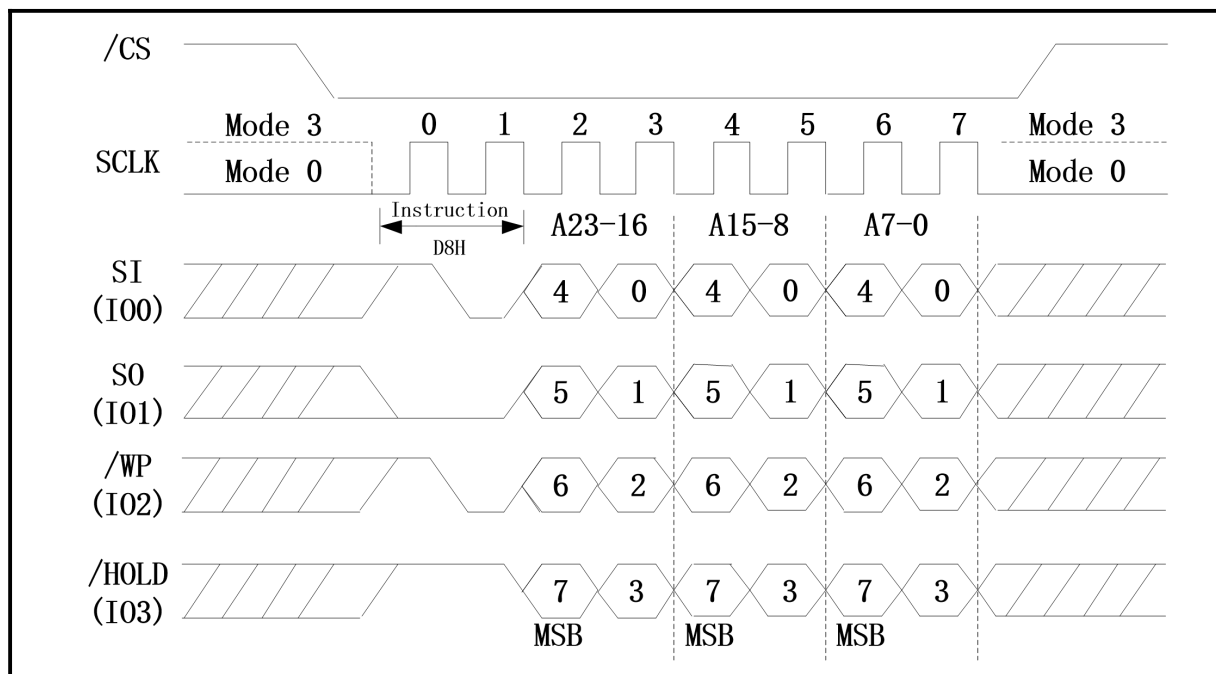 /CS
Mode 3 0 1 2 3 4 5 6 7 Mode 3
SCLK
Mode 0 Mode 0
Instruction
D8H
A23-16 A15-8 A7-0
SI
(IO0)
4 0 4 0 4 0
SO
(IO1)
5 1 5 1 5 1
/WP
(IO2)
6 2 6 2 6 2
/HOLD
(IO3)
7 3 7 3 7 3
MSB MSB MSB